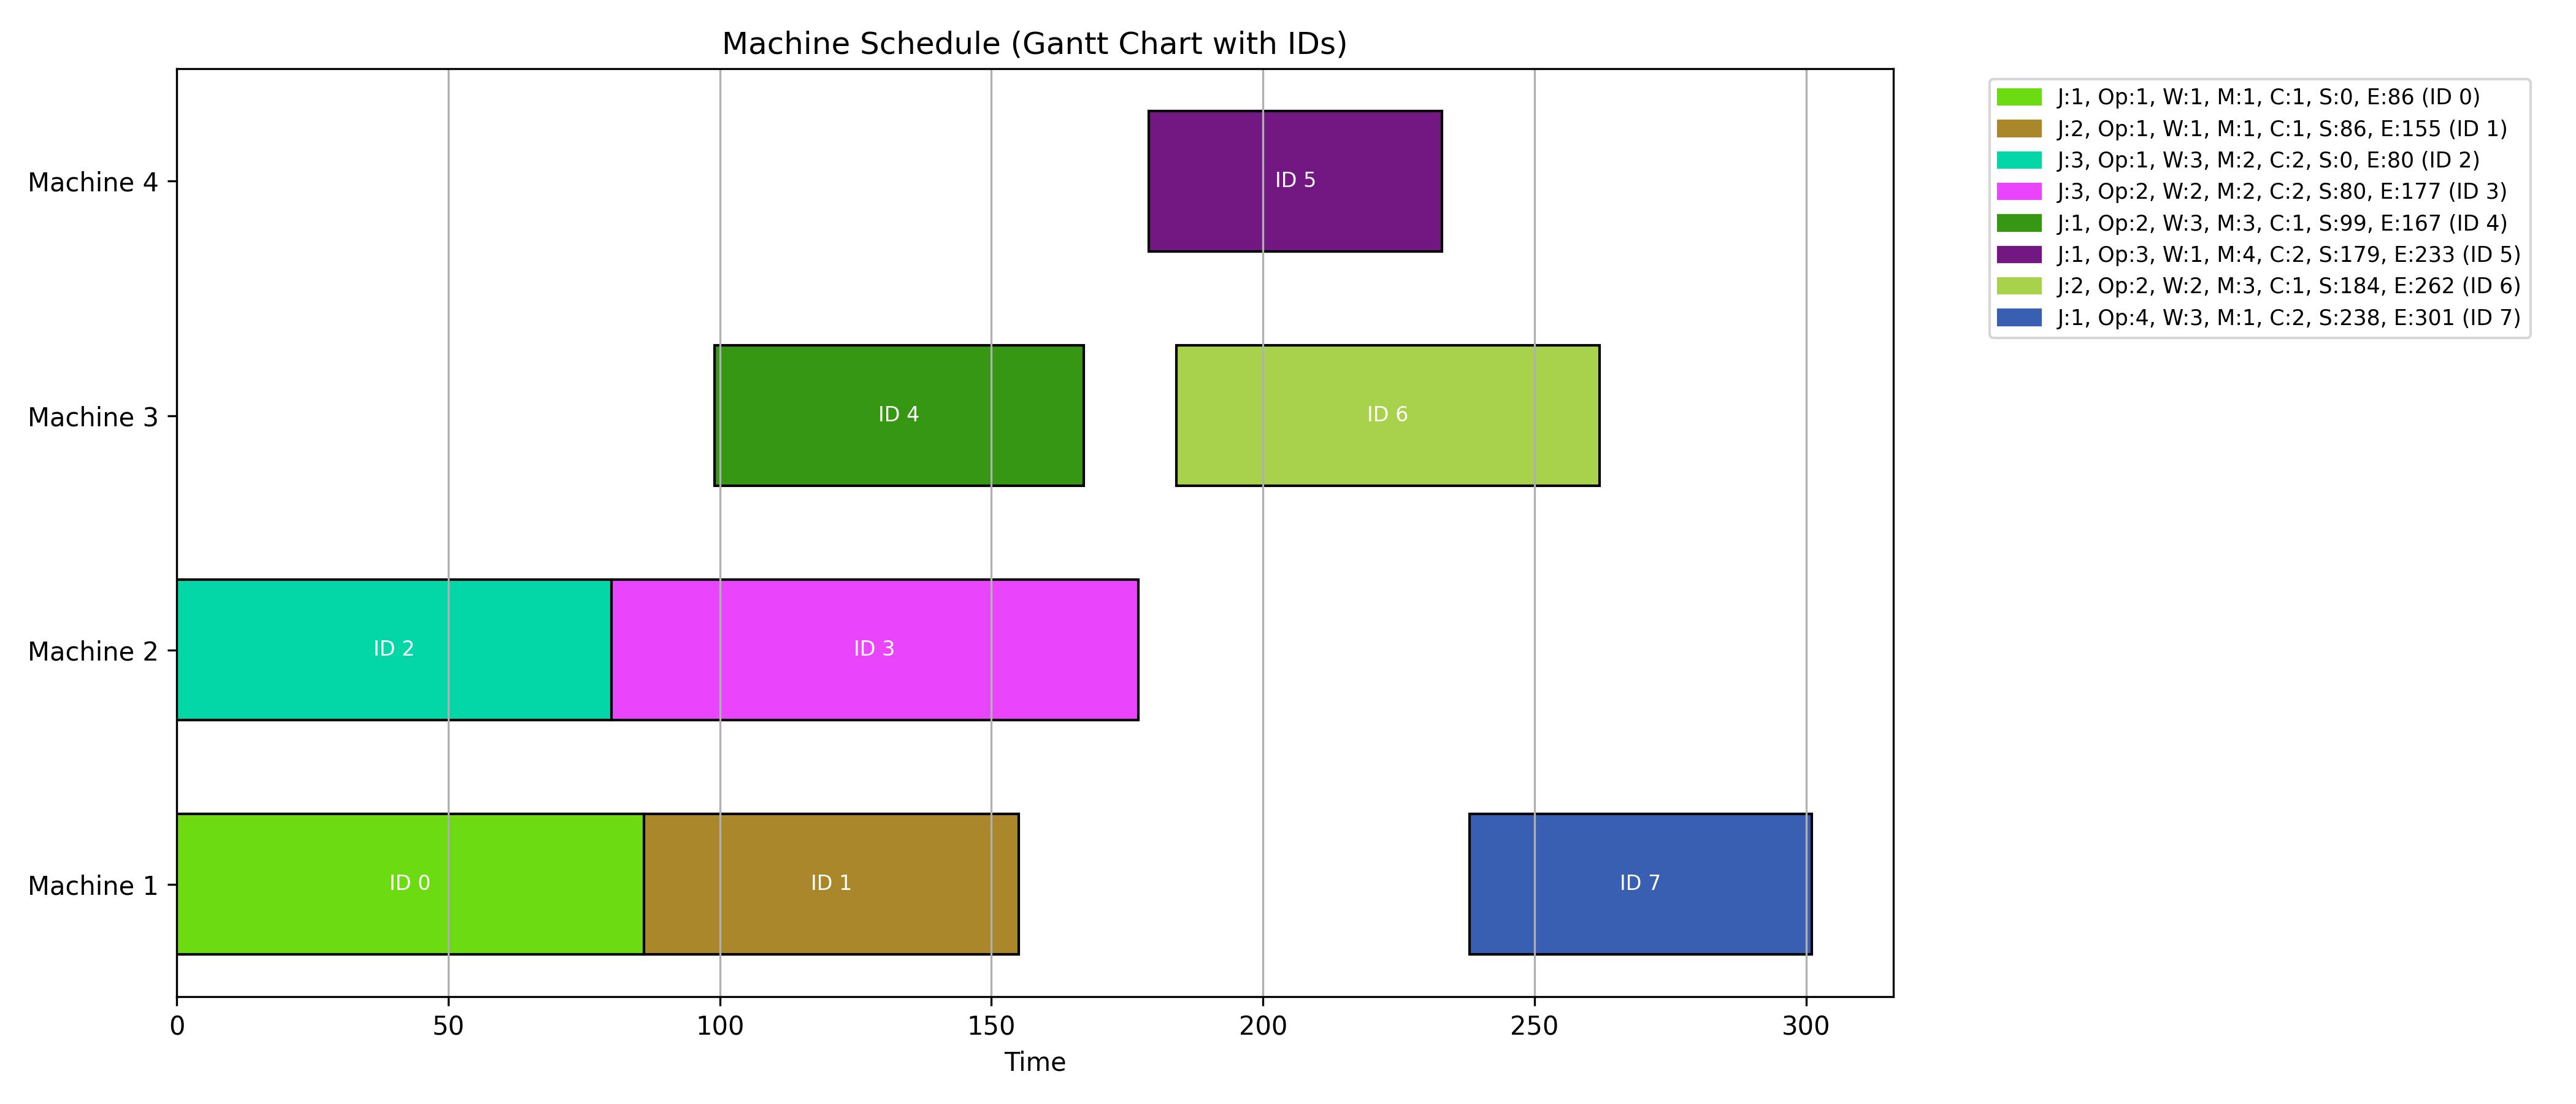 Machine Schedule (Gantt Chart with IDs)
J:1, Op:1, W:1, M:1, C:1, S:0, E:86 (ID 0)
J:2, Op:1, W:1, M:1, C:1, S:86, E:155 (ID 1)
J:3, Op:1, W:3, M:2, C:2, S:0, E:80 (ID 2)
J:3, Op:2, W:2, M:2, C:2, S:80, E:177 (ID 3)
J:1, Op:2, W:3, M:3, C:1, S:99, E:167 (ID 4)
J:1, Op:3, W:1, M:4, C:2, S:179, E:233 (ID 5)
J:2, Op:2, W:2, M:3, C:1, S:184, E:262 (ID 6)
J:1, Op:4, W:3, M:1, C:2, S:238, E:301 (ID 7)
Machine 4
ID 5
Machine 3
ID 4
ID 6
Machine 2
ID 2
ID 3
Machine 1
ID 0
ID 1
ID 7
0 50 100 150 200 250 300
Time